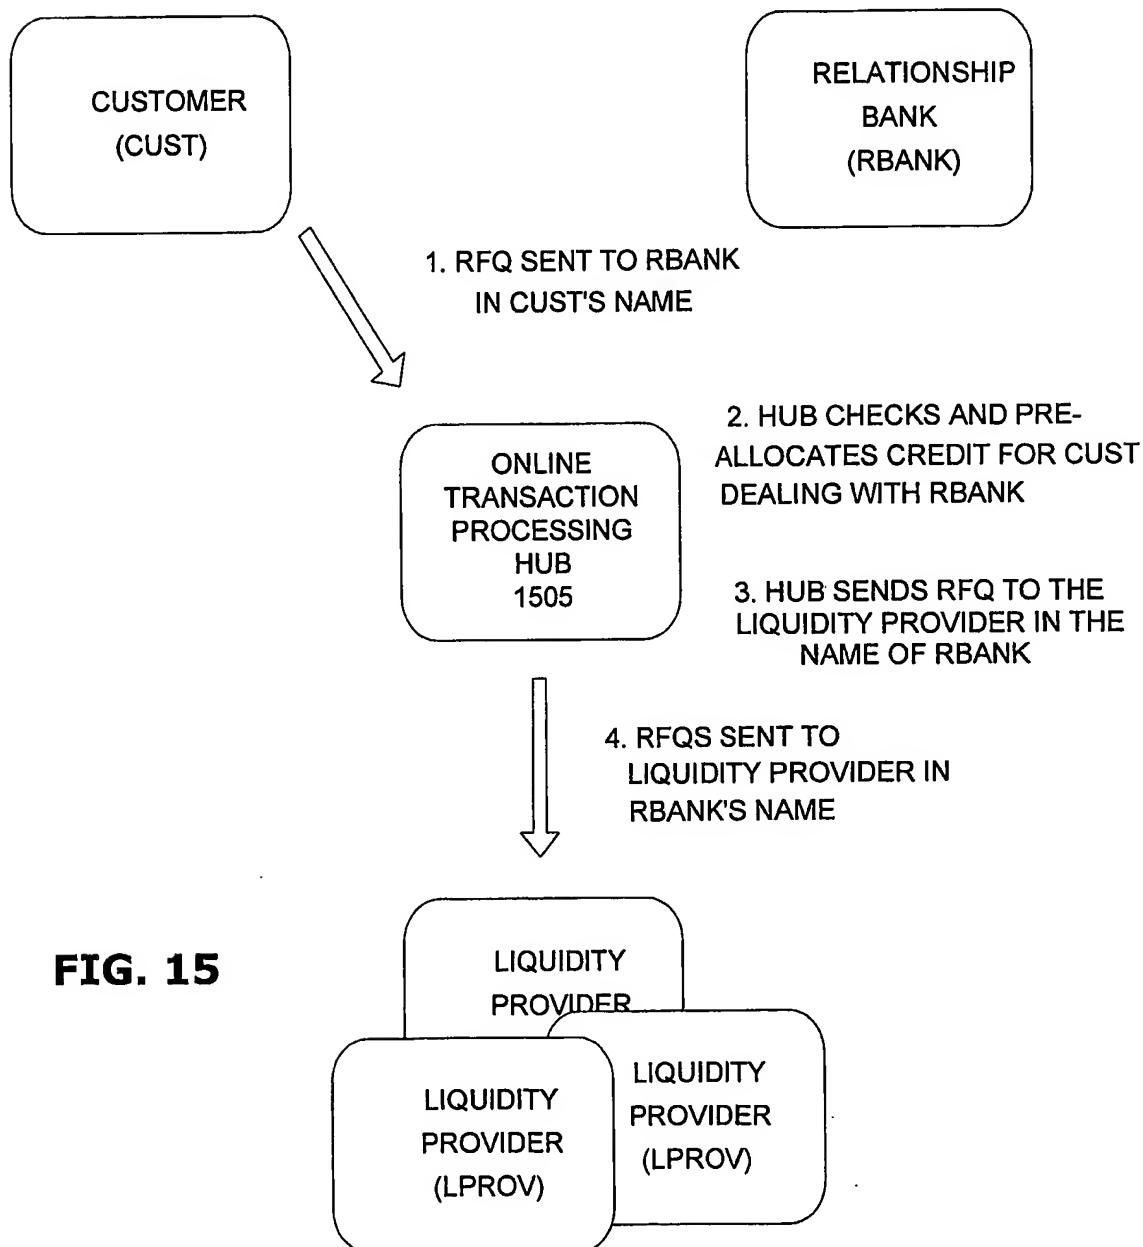 CUSTOMER
(CUST)
RELATIONSHIP
BANK
(RBANK)
1. RFQ SENT TO RBANK
IN CUST'S NAME
ONLINE
TRANSACTION
PROCESSING
HUB
1505
2. HUB CHECKS AND PRE-
ALLOCATES CREDIT FOR CUST
DEALING WITH RBANK
3. HUB SENDS RFQ TO THE
LIQUIDITY PROVIDER IN THE
NAME OF RBANK
4. RFQS SENT TO
LIQUIDITY PROVIDER IN
RBANK'S NAME
FIG. 15
LIQUIDITY
PROVIDER
LIQUIDITY
PROVIDER
(LPROV)
LIQUIDITY
PROVIDER
(LPROV)